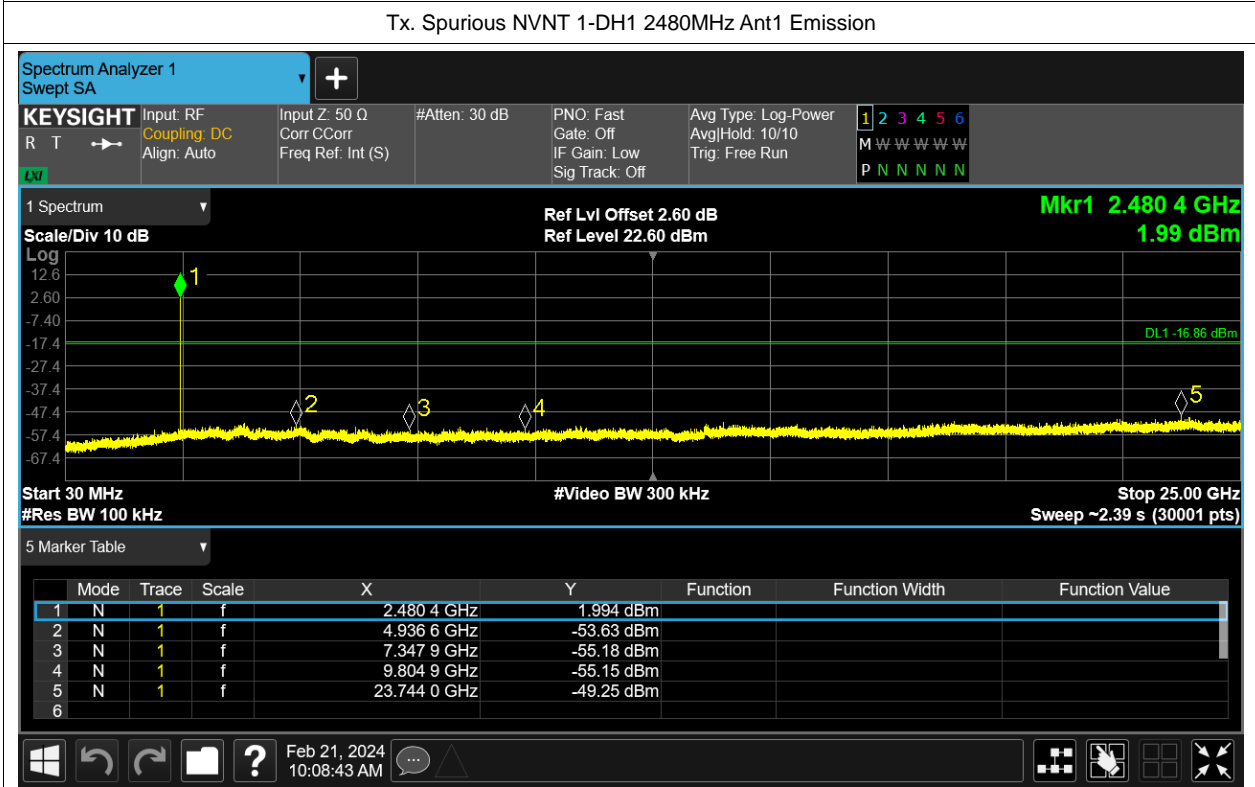 Tx. Spurious NVNT 1-DH1 2480MHz Ant1 Emission
Spectrum Analyzer 1
Swept SA
+
KEYSIGHT Input: RF Input Z: 50 Ω #Atten: 30 dB PNO: Fast Avg Type: Log-Power 1 2 3 4 5 6
R T Coupling: DC Corr CCorr Gate: Off Avg|Hold: 10/10 M W W W W W
Align: Auto Freq Ref: Int (S) IF Gain: Low Trig: Free Run P N N N N N
LXI Sig Track: Off
1 Spectrum Ref Lvl Offset 2.60 dB Mkr1 2.480 4 GHz
Scale/Div 10 dB Ref Level 22.60 dBm 1.99 dBm
Log
12.6 1
2.60
-7.40
-17.4 DL1 -16.86 dBm
-27.4
-37.4
-47.4 2 3 4 5
-57.4
-67.4
Start 30 MHz #Video BW 300 kHz Stop 25.00 GHz
#Res BW 100 kHz Sweep ~2.39 s (30001 pts)
5 Marker Table
Mode Trace Scale X Y Function Function Width Function Value
1 N 1 f 2.480 4 GHz 1.994 dBm
2 N 1 f 4.936 6 GHz -53.63 dBm
3 N 1 f 7.347 9 GHz -55.18 dBm
4 N 1 f 9.804 9 GHz -55.15 dBm
5 N 1 f 23.744 0 GHz -49.25 dBm
6
? Feb 21, 2024
10:08:43 AM